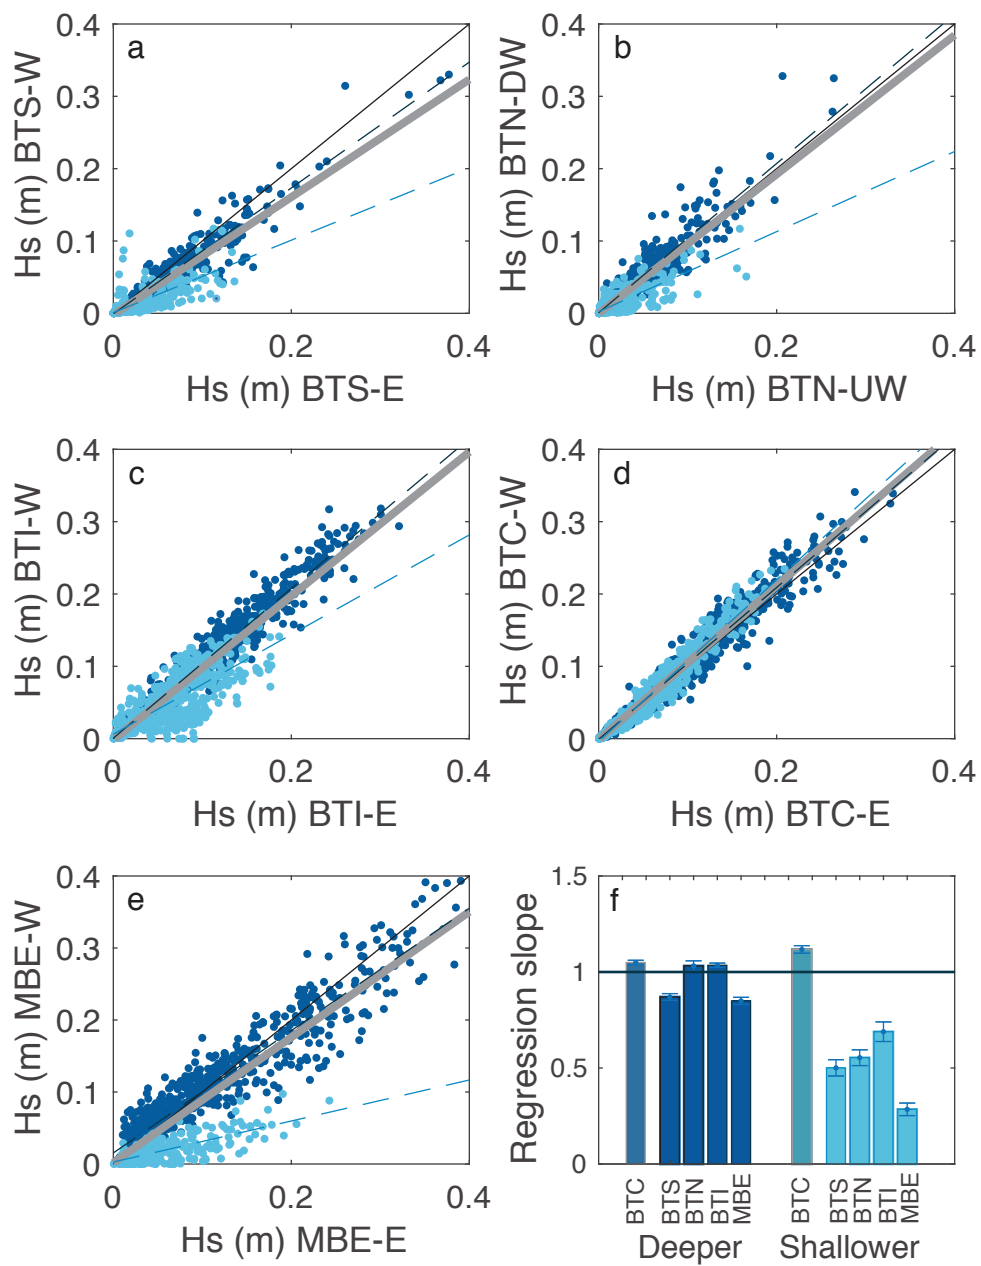 a
Hs (m) BTS-W
0.4
0.3
0.2
0.1
0
0
0.2
0.4
Hs (m) BTS-E
b
Hs (m) BTN-DW
0.4
0.3
0.2
0.1
0
0
0.2
0.4
Hs (m) BTN-UW
c
Hs (m) BTI-W
0.4
0.3
0.2
0.1
0
0
0.2
0.4
Hs (m) BTI-E
d
Hs (m) BTC-W
0.4
0.3
0.2
0.1
0
0
0.2
0.4
Hs (m) BTC-E
e
Hs (m) MBE-W
0.4
0.3
0.2
0.1
0
0
0.2
0.4
Hs (m) MBE-E
f
Regression slope
1.5
1
0.5
0
BTC
BTS
BTN
BTI
MBE
BTC
BTS
BTN
BTI
MBE
Deeper
Shallower